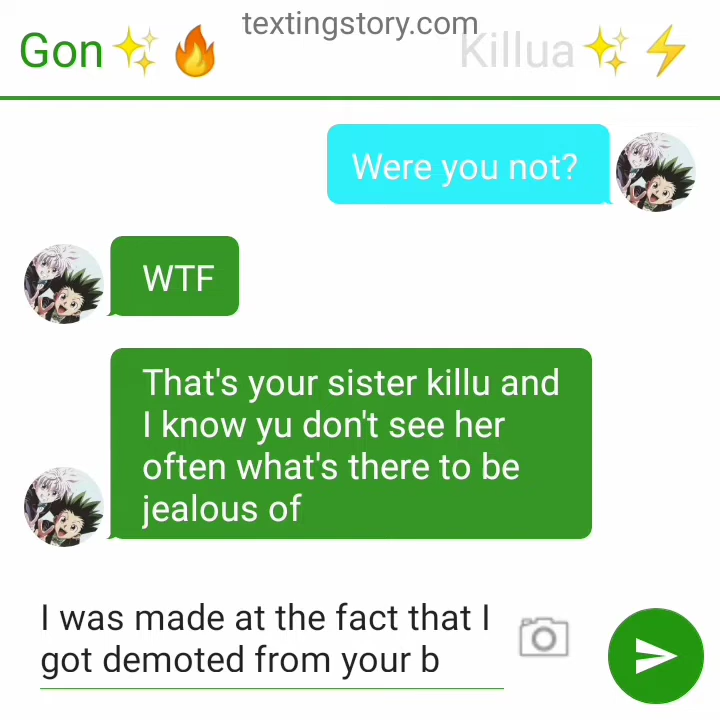 textingstory.com
Gon✨🔥 Killua✨⚡
Were you not?
WTF
That's your sister killu and
I know yu don't see her
often what's there to be
jealous of
I was made at the fact that I
got demoted from your b